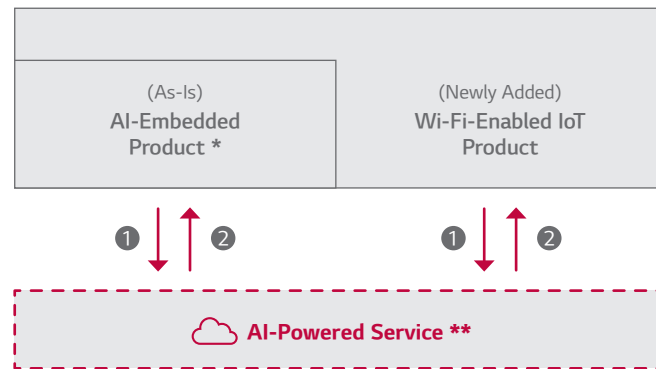 (As-Is)
AI-Embedded
Product *
(Newly Added)
Wi-Fi-Enabled IoT
Product
1 2 1 2
AI-Powered Service **